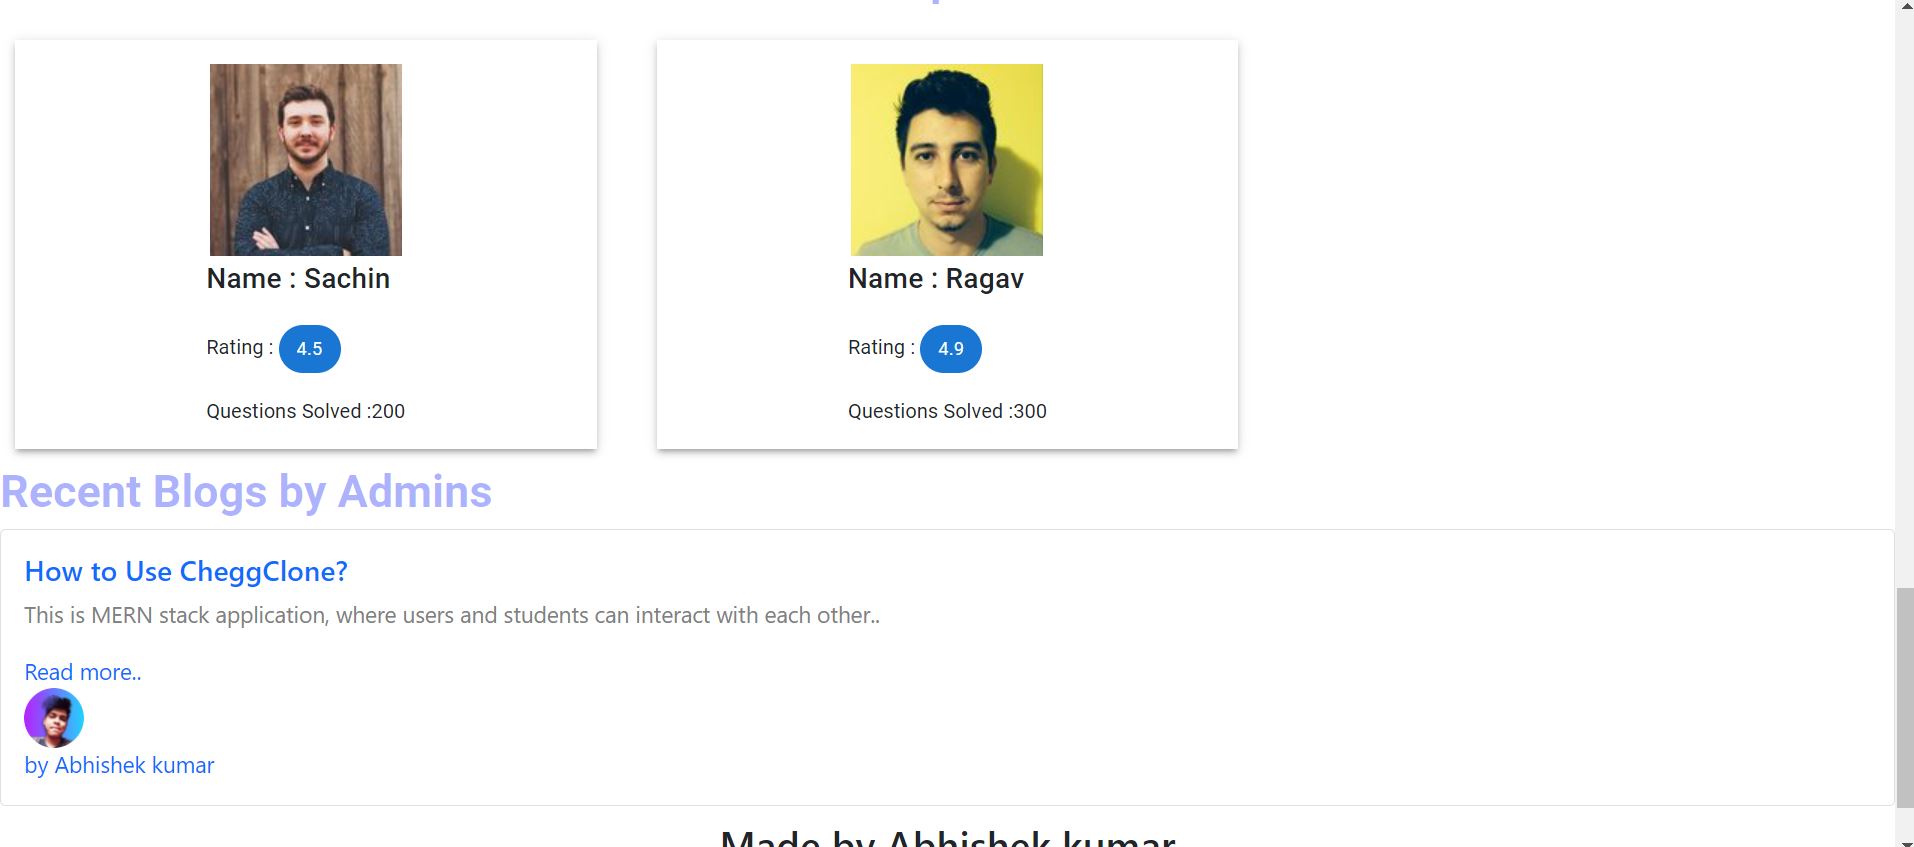 Name : Sachin
Rating : 4.5
Questions Solved :200
Name : Ragav
Rating : 4.9
Questions Solved :300
Recent Blogs by Admins
How to Use CheggClone?
This is MERN stack application, where users and students can interact with each other..
Read more..
by Abhishek kumar
Made by Abhishek kumar